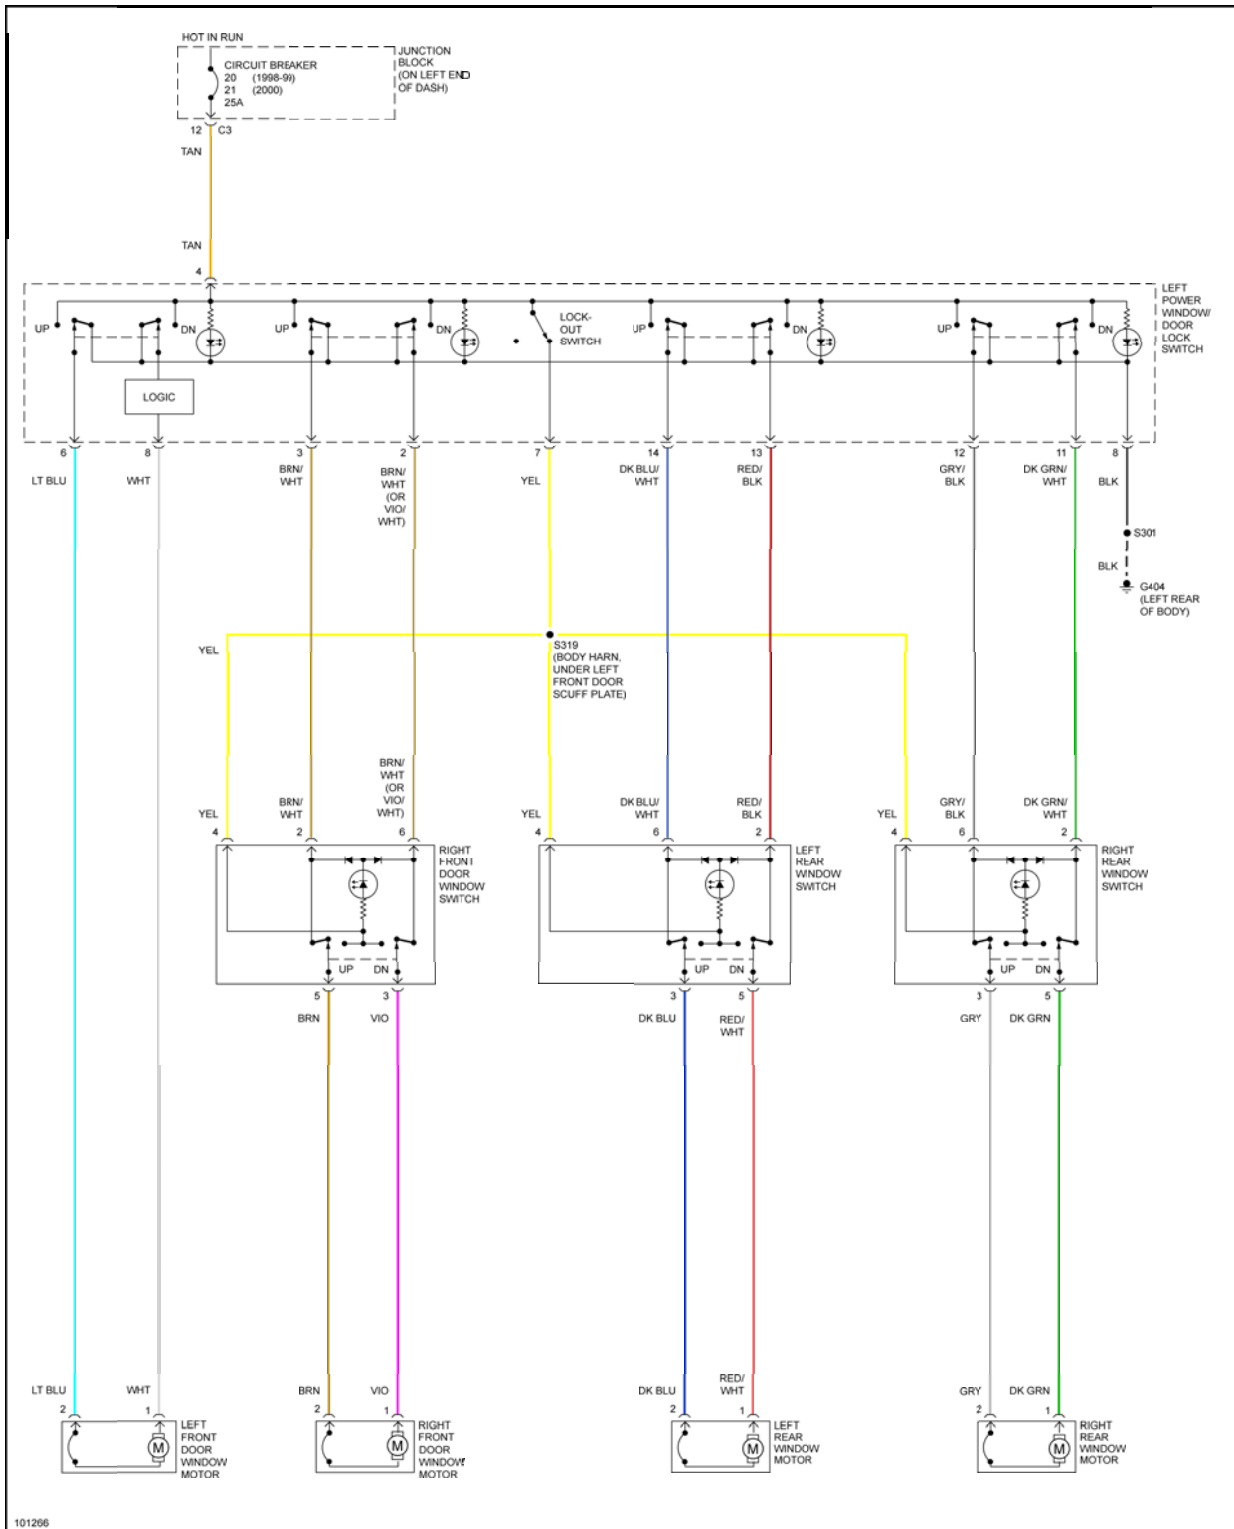 HOT IN RUN
CIRCUIT BREAKER
20 (1998-99)
21 (2000)
25A
JUNCTION
BLOCK
(ON LEFT END
OF DASH)
12 C3
TAN
TAN
4
UP
DN
UP
DN
LOCK-
OUT
SWITCH
UP
DN
UP
DN
LEFT
POWER
WINDOW/
DOOR
LOCK
SWITCH
LOGIC
6
8
3
2
7
14
13
12
11
8
LT BLU
WHT
BRN/
WHT
BRN/
WHT
(OR
VIO/
WHT)
YEL
DK BLU/
WHT
RED/
BLK
GRY/
BLK
DK GRN/
WHT
BLK
S301
BLK
G404
(LEFT REAR
OF BODY)
YEL
S319
(BODY HARN,
UNDER LEFT
FRONT DOOR
SCUFF PLATE)
YEL
BRN/
WHT
BRN/
WHT
(OR
VIO/
WHT)
YEL
DK BLU/
WHT
RED/
BLK
YEL
GRY/
BLK
DK GRN/
WHT
4
2
6
4
6
2
4
6
2
RIGHT
FRONT
DOOR
WINDOW
SWITCH
LEFT
REAR
WINDOW
SWITCH
RIGHT
REAR
WINDOW
SWITCH
UP
DN
UP
DN
UP
DN
5
3
3
5
3
5
BRN
VIO
DK BLU
RED/
WHT
GRY
DK GRN
LT BLU
WHT
BRN
VIO
DK BLU
RED/
WHT
GRY
DK GRN
2
1
2
1
2
1
2
1
M
LEFT
FRONT
DOOR
WINDOW
MOTOR
M
RIGHT
FRONT
DOOR
WINDOW
MOTOR
M
LEFT
REAR
WINDOW
MOTOR
M
RIGHT
REAR
WINDOW
MOTOR
101266